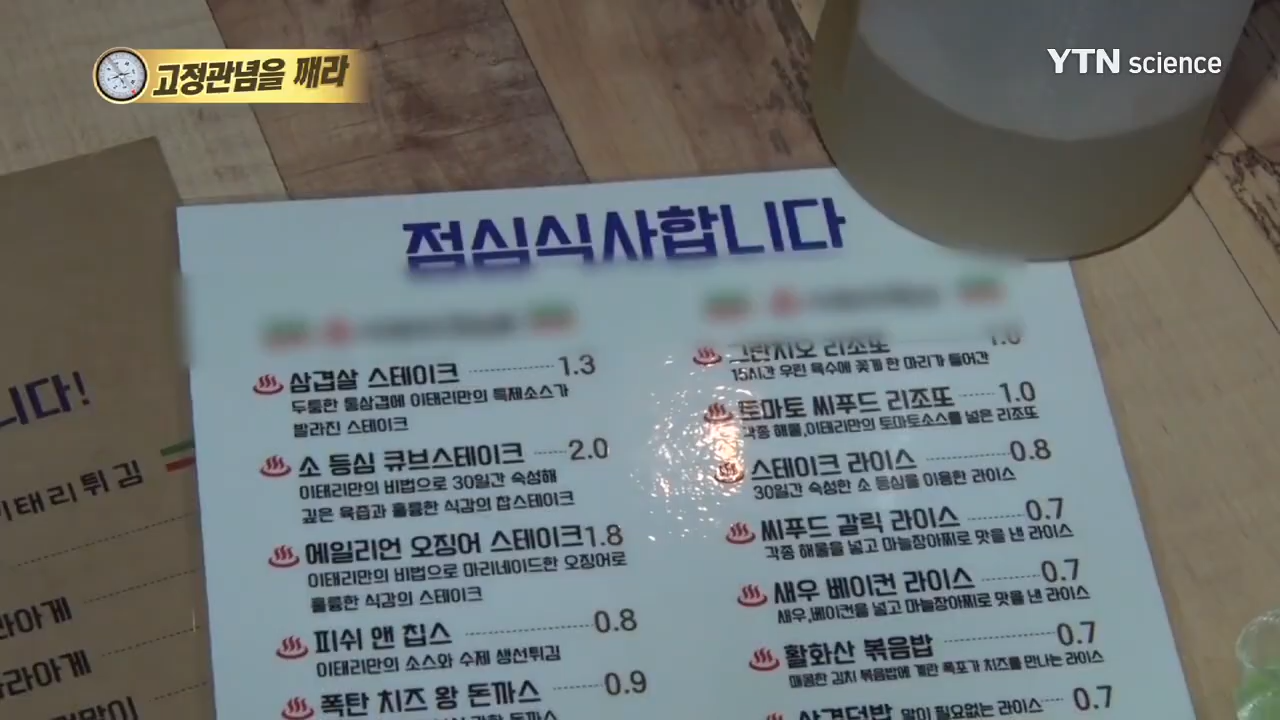 고정관념을 깨라
YTN science
점심식사합니다
삼겹살 스테이크 1.3
두툼한 통삼겹에 이태리만의 특제소스가
발라진 스테이크
소 등심 큐브스테이크 2.0
이태리만의 비법으로 30일간 숙성해
깊은 육즙과 훌륭한 식감의 찹스테이크
에일리언 오징어 스테이크 1.8
이태리만의 비법으로 마리네이드한 오징어로
훌륭한 식감의 스테이크
피쉬 앤 칩스 0.8
이태리만의 소스와 수제 생선튀김
폭탄 치즈 왕 돈까스 0.9
그란치오 리조또 1.0
15시간 우린 육수에 꽃게 한 마리가 들어간
토마토 씨푸드 리조또 1.0
각종 해물,이태리만의 토마토소스를 넣은 리조또
스테이크 라이스 0.8
30일간 숙성한 소 등심을 이용한 라이스
씨푸드 갈릭 라이스 0.7
각종 해물을 넣고 마늘장아찌로 맛을 낸 라이스
새우 베이컨 라이스 0.7
새우,베이컨을 넣고 마늘장아찌로 맛을 낸 라이스
활화산 볶음밥 0.7
매콤한 김치 볶음밥에 계란 폭포가 치즈를 만나는 라이스
삼겹덮밥 말이 필요없는 라이스 0.7
니다!
이태리튀김
라아게
라아게